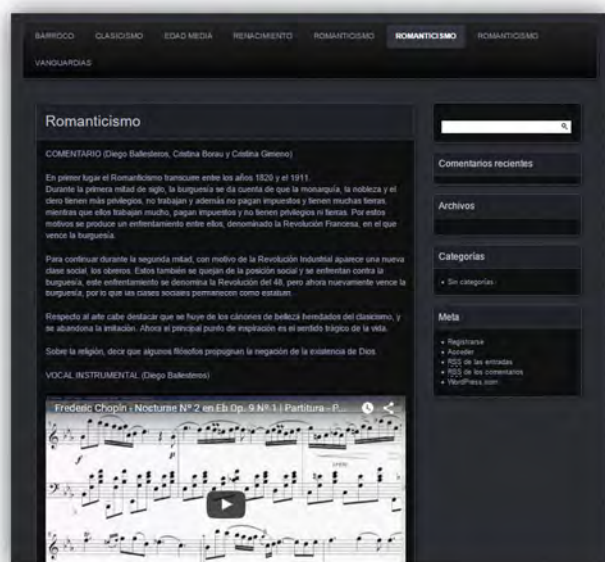 BARROCO CLASICISMO EDAD MEDIA RENACIMIENTO ROMANTICISMO ROMANTICISMO ROMANTICISMO
VANGUARDIAS
Romanticismo
COMENTARIO (Diego Ballesteros, Cristina Borau y Cristina Gimeno)
En primer lugar el Romanticismo transcurre entre los años 1820 y el 1911.
Durante la primera mitad de siglo, la burguesía se da cuenta de que la monarquía, la nobleza y el
clero tienen más privilegios, no trabajan y además no pagan impuestos y tienen muchas tierras,
mientras que ellos trabajan mucho, pagan impuestos y no tienen privilegios ni tierras. Por estos
motivos se produce un enfrentamiento entre ellos, denominado la Revolución Francesa, en el que
vence la burguesía.
Para continuar durante la segunda mitad, con motivo de la Revolución Industrial aparece una nueva
clase social, los obreros. Estos también se quejan de la posición social y se enfrentan contra la
burguesía, este enfrentamiento se denomina la Revolución del 48, pero ahora nuevamente vence la
burguesía, por lo que las clases sociales permanecen como estaban.
Respecto al arte cabe destacar que se huye de los cánones de belleza heredados del clasicismo, y
se abandona la imitación. Ahora el principal punto de inspiración es el sentido trágico de la vida.
Sobre la religión, decir que algunos filósofos propugnan la negación de la existencia de Dios.
VOCAL INSTRUMENTAL (Diego Ballesteros)
Frederic Chopin - Nocturne Nº 2 en Eb Op. 9 Nº 1 | Partitura - P...
Comentarios recientes
Archivos
Categorías
Sin categorías
Meta
Registrarse
Acceder
RSS de las entradas
RSS de los comentarios
WordPress.com